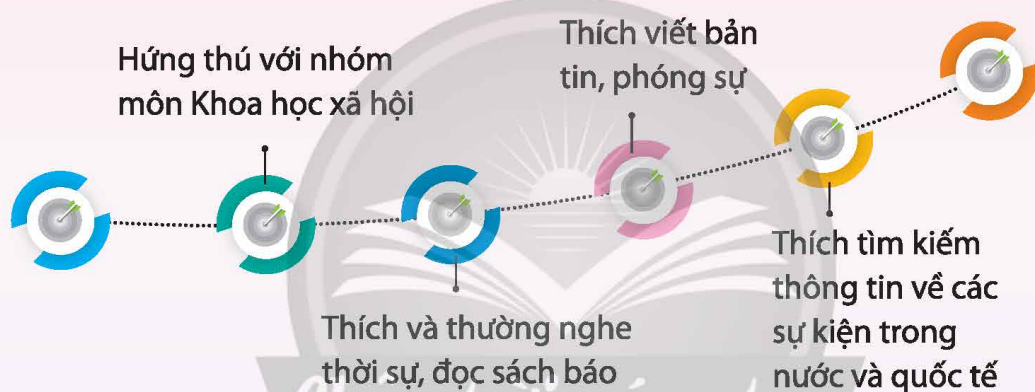 Hứng thú với nhóm
môn Khoa học xã hội
Thích và thường nghe
thời sự, đọc sách báo
Thích viết bản
tin, phóng sự
Thích tìm kiếm
thông tin về các
sự kiện trong
nước và quốc tế